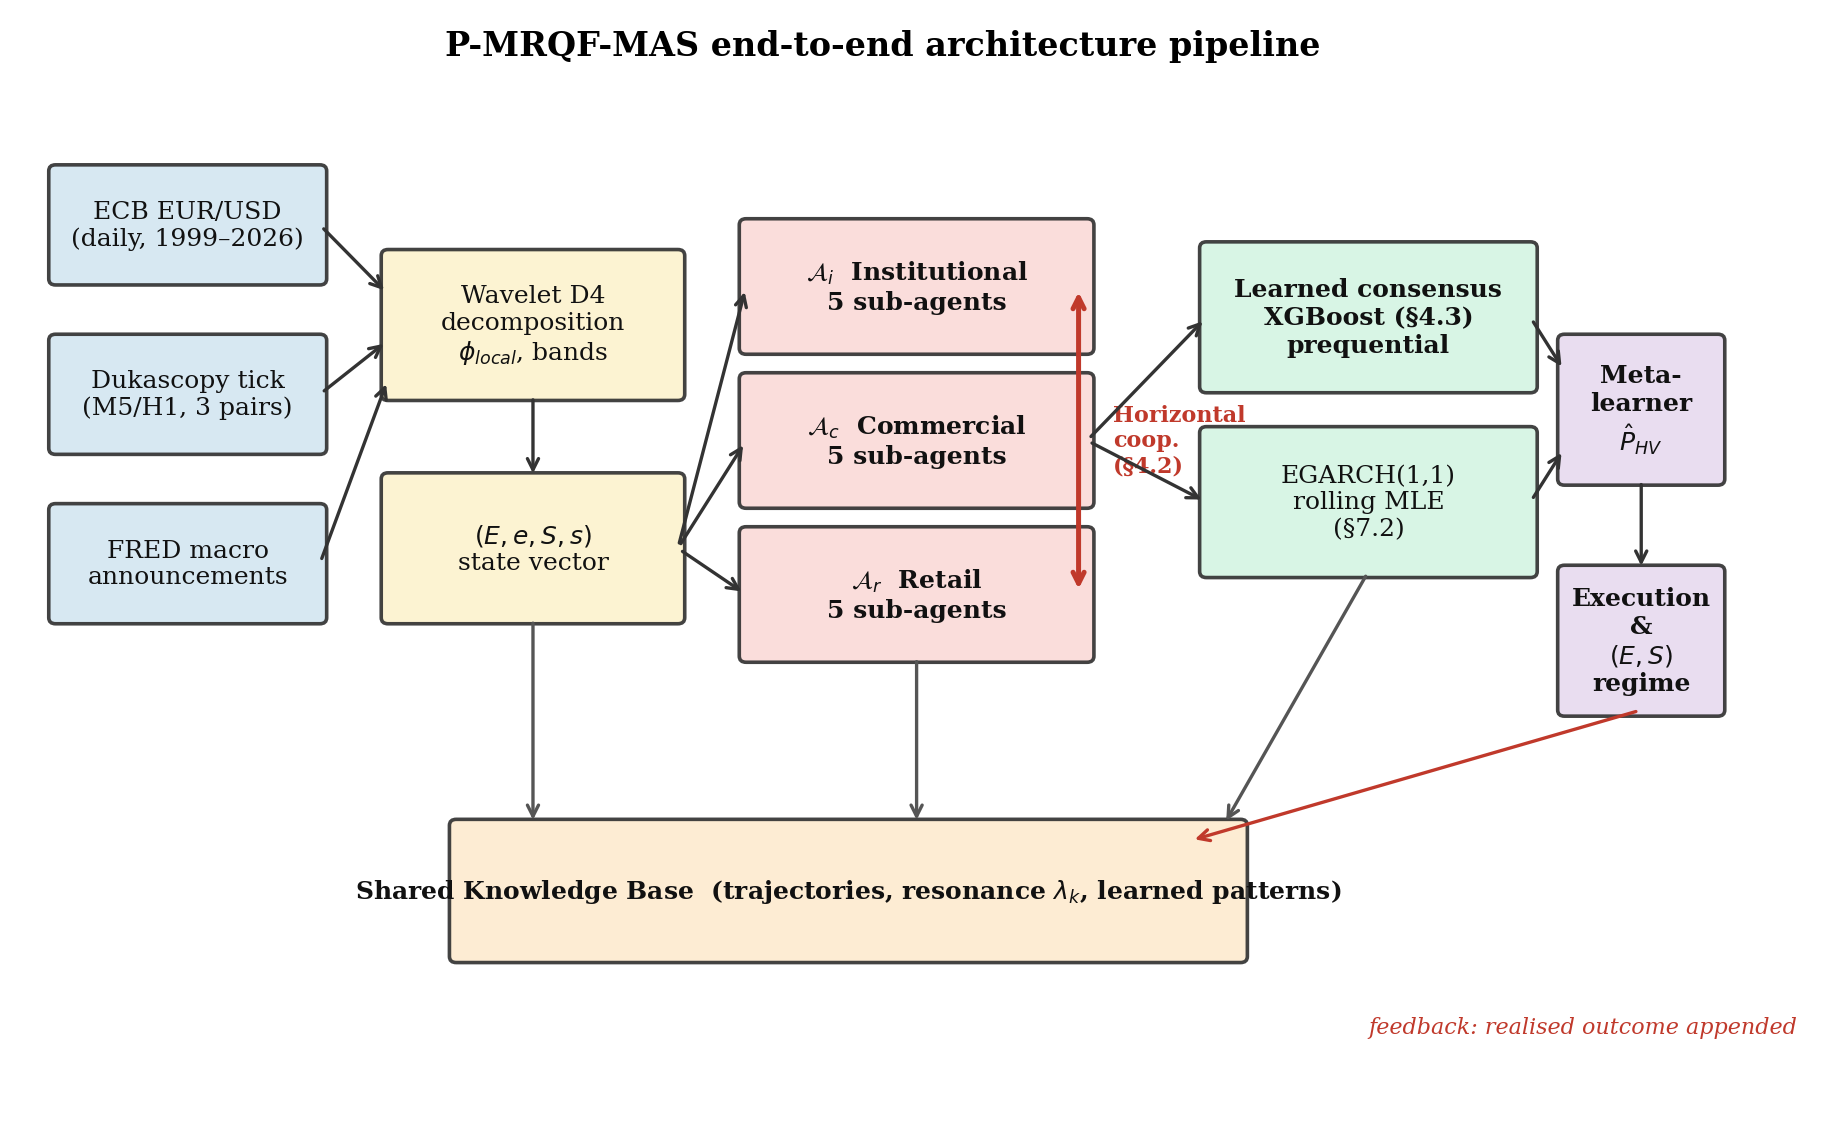 P-MRQF-MAS end-to-end architecture pipeline
ECB EUR/USD
(daily, 1999–2026)
Dukascopy tick
(M5/H1, 3 pairs)
FRED macro
announcements
Wavelet D4
decomposition
ϕ_local, bands
(E, e, S, s)
state vector
𝒜_i Institutional
5 sub-agents
𝒜_c Commercial
5 sub-agents
𝒜_r Retail
5 sub-agents
Horizontal
coop.
(§4.2)
Learned consensus
XGBoost (§4.3)
prequential
EGARCH(1,1)
rolling MLE
(§7.2)
Meta-
learner
P̂_HV
Execution
&
(E, S)
regime
Shared Knowledge Base (trajectories, resonance λ_k, learned patterns)
feedback: realised outcome appended